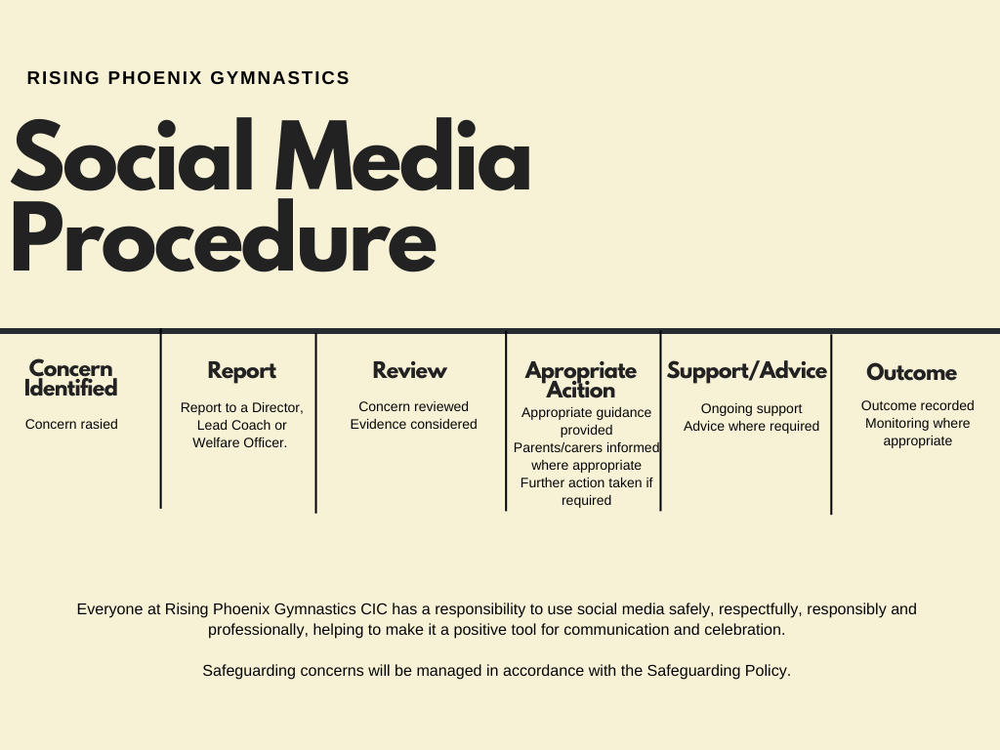 RISING PHOENIX GYMNASTICS
Social Media
Procedure
Concern
Identified
Concern rasied
Report
Report to a Director,
Lead Coach or
Welfare Officer.
Review
Concern reviewed
Evidence considered
Apropriate
Acition
Appropriate guidance
provided
Parents/carers informed
where appropriate
Further action taken if
required
Support/Advice
Ongoing support
Advice where required
Outcome
Outcome recorded
Monitoring where
appropriate
Everyone at Rising Phoenix Gymnastics CIC has a responsibility to use social media safely, respectfully, responsibly and
professionally, helping to make it a positive tool for communication and celebration.
Safeguarding concerns will be managed in accordance with the Safeguarding Policy.